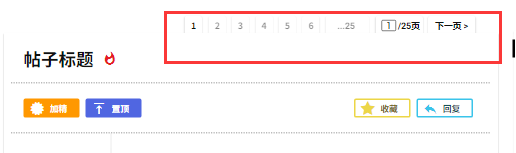 1 2 3 4 5 6 ...25 1 /25页 下一页 >
帖子标题
加精 置顶 收藏 回复